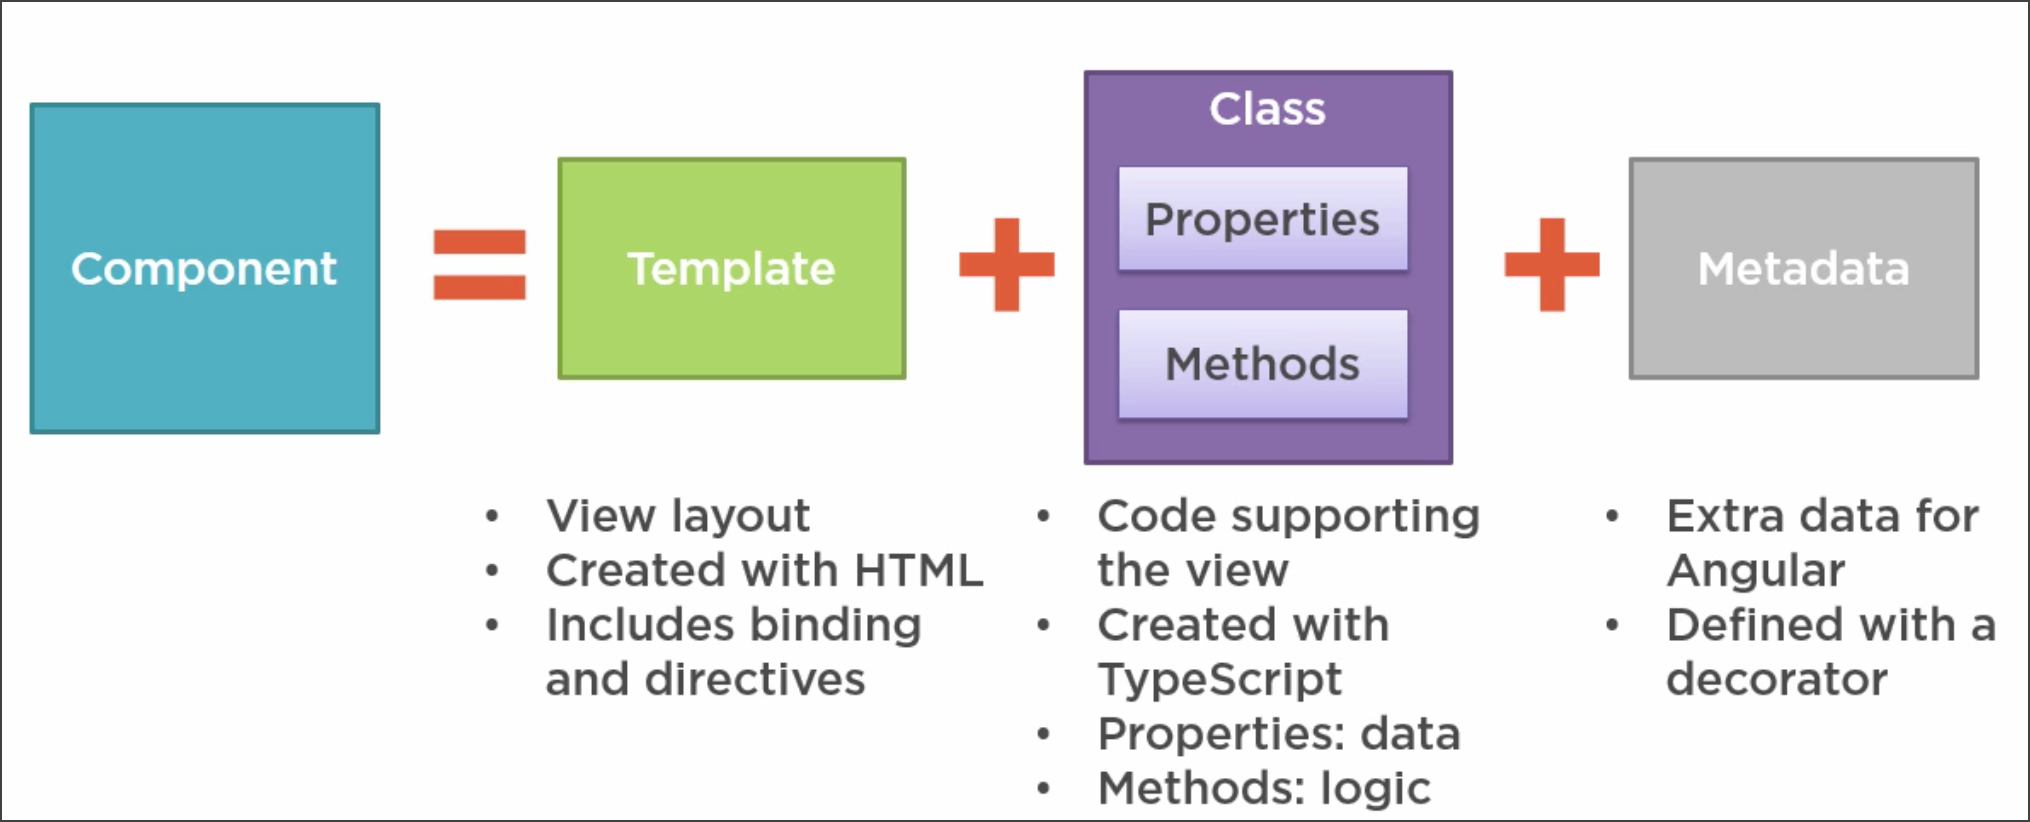 Component
Template
Class
Properties
Methods
Metadata
• View layout
• Created with HTML
• Includes binding
and directives
• Code supporting
the view
• Created with
TypeScript
• Properties: data
• Methods: logic
• Extra data for
Angular
• Defined with a
decorator